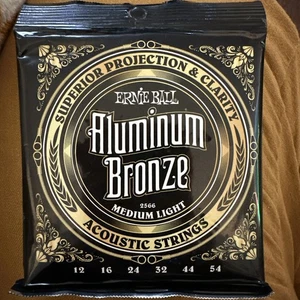 SUPERIOR PROJECTION & CLARITY
ERNIE BALL
Aluminum
Bronze
2566
MEDIUM LIGHT
ACOUSTIC STRINGS
12 16 24 32 44 54